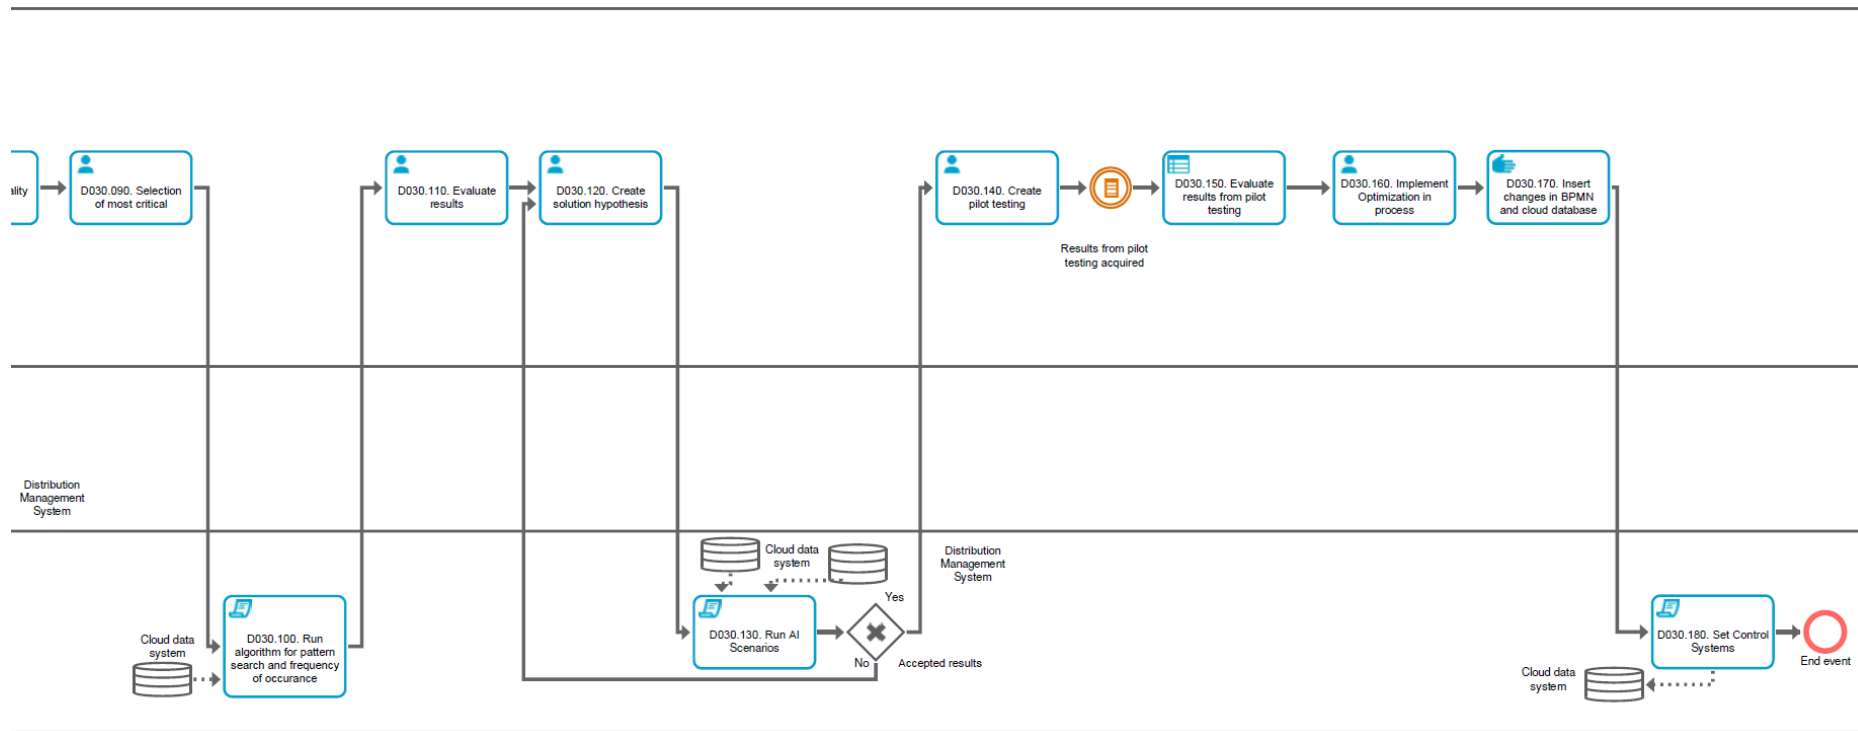 ality
D030.090. Selection
of most critical
D030.110. Evaluate
results
D030.120. Create
solution hypothesis
D030.140. Create
pilot testing
Results from pilot
testing acquired
D030.150. Evaluate
results from pilot
testing
D030.160. Implement
Optimization in
process
D030.170. Insert
changes in BPMN
and cloud database
Distribution
Management
System
Cloud data
system
D030.100. Run
algorithm for pattern
search and frequency
of occurance
Cloud data
system
D030.130. Run AI
Scenarios
Yes
No
Accepted results
Distribution
Management
System
D030.180. Set Control
Systems
Cloud data
system
End event